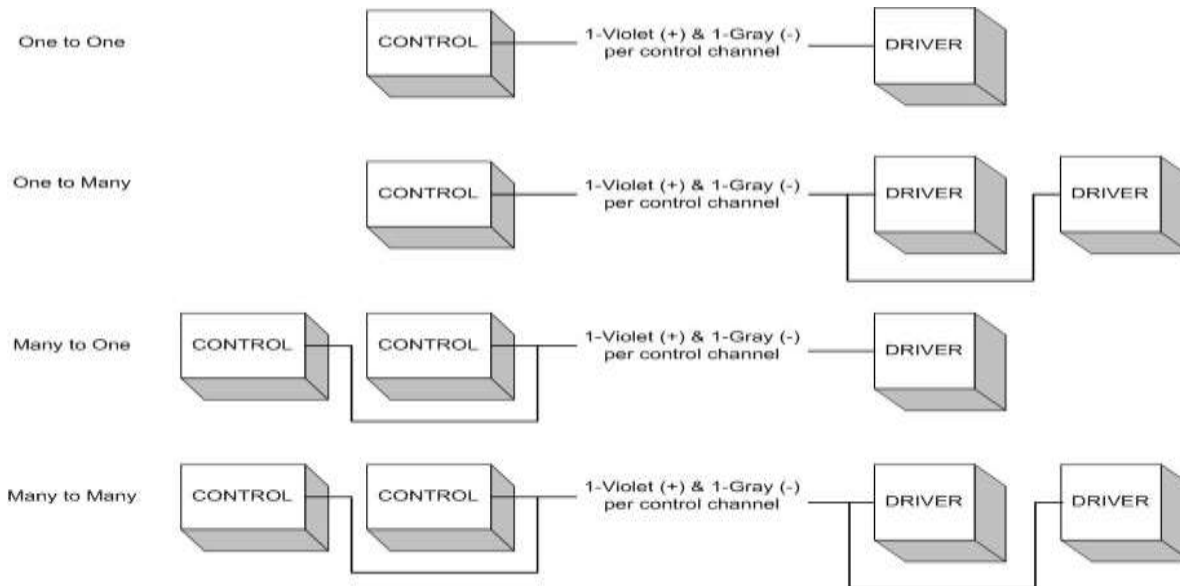 One to One
CONTROL
1-Violet (+) & 1-Gray (-)
per control channel
DRIVER
One to Many
CONTROL
1-Violet (+) & 1-Gray (-)
per control channel
DRIVER
DRIVER
Many to One
CONTROL
CONTROL
1-Violet (+) & 1-Gray (-)
per control channel
DRIVER
Many to Many
CONTROL
CONTROL
1-Violet (+) & 1-Gray (-)
per control channel
DRIVER
DRIVER